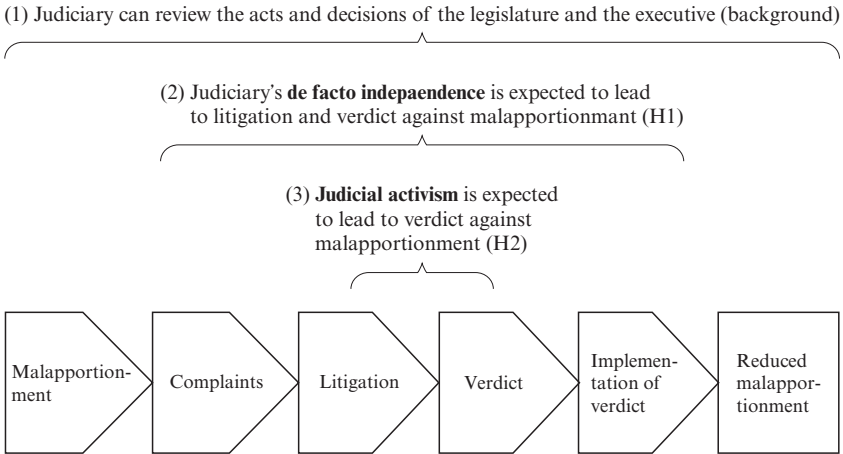 (1) Judiciary can review the acts and decisions of the legislature and the executive (background)
(2) Judiciary's de facto indepaendence is expected to lead
to litigation and verdict against malapportionmant (H1)
(3) Judicial activism is expected
to lead to verdict against
malapportionment (H2)
Malapportion-
ment
Complaints
Litigation
Verdict
Implemen-
tation of
verdict
Reduced
malappor-
tionment